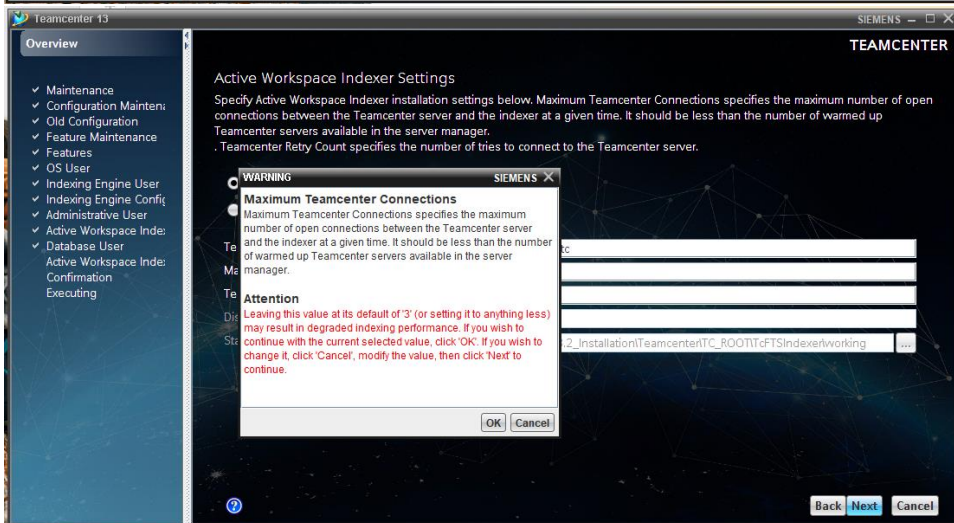 Teamcenter 13
SIEMENS
Overview
TEAMCENTER
Maintenance
Configuration Maintena
Old Configuration
Feature Maintenance
Features
OS User
Indexing Engine User
Indexing Engine Config
Administrative User
Active Workspace Index
Database User
Active Workspace Index
Confirmation
Executing
Active Workspace Indexer Settings
Specify Active Workspace Indexer installation settings below. Maximum Teamcenter Connections specifies the maximum number of open
connections between the Teamcenter server and the indexer at a given time. It should be less than the number of warmed up
Teamcenter servers available in the server manager.
. Teamcenter Retry Count specifies the number of tries to connect to the Teamcenter server.
WARNING
SIEMENS
Maximum Teamcenter Connections
Maximum Teamcenter Connections specifies the maximum
number of open connections between the Teamcenter server
and the indexer at a given time. It should be less than the number
of warmed up Teamcenter servers available in the server
manager.
Attention
Leaving this value at its default of '3' (or setting it to anything less)
may result in degraded indexing performance. If you wish to
continue with the current selected value, click 'OK'. If you wish to
change it, click 'Cancel', modify the value, then click 'Next' to
continue.
OK Cancel
Te
tc
Ma
Te
Dis
Sta
.2_Installation\Teamcenter\TC_ROOT\TcFTSIndexer\working
...
?
Back Next Cancel